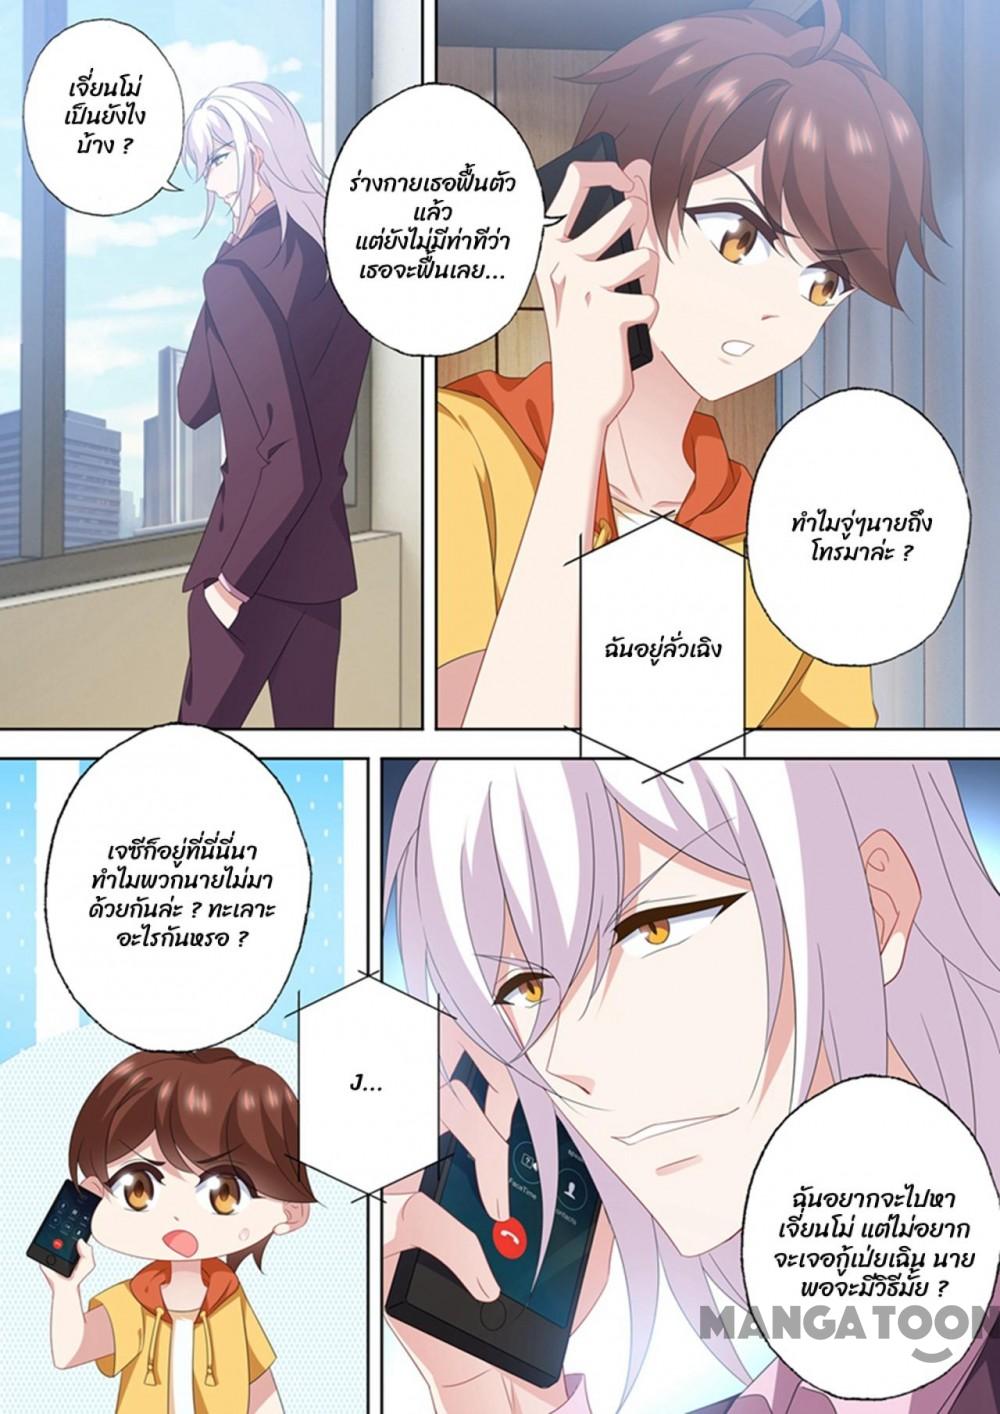 เจี่ยนโม่
เป็นยังไง
บ้าง ?
ร่างกายเธอฟื้นตัว
แล้ว
แต่ยังไม่มีท่าทีว่า
เธอจะฟื้นเลย...
ทำไมจู่ๆนายถึง
โทรมาล่ะ ?
ฉันอยู่ลั่วเฉิง
เจซีก็อยู่ที่นี่นี่นา
ทำไมพวกนายไม่มา
ด้วยกันล่ะ ? ทะเลาะ
อะไรกันหรอ ?
ง...
FaceTime
ฉันอยากจะไปหา
เจี่ยนโม่ แต่ไม่อยาก
จะเจอกู้เป่ยเฉิน นาย
พอจะมีวิธีมั้ย ?
MANGATOON